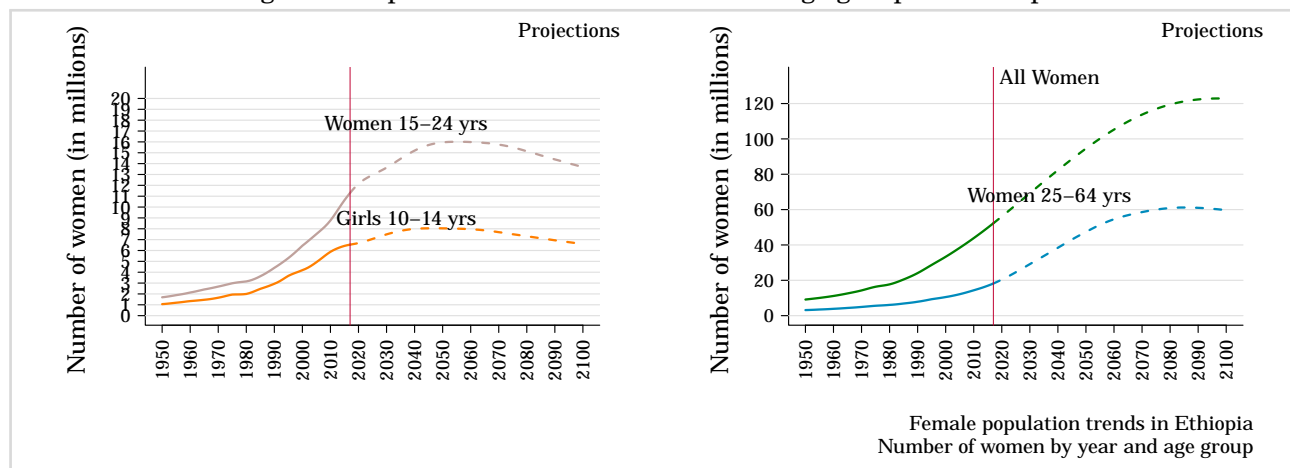 Projections
Number of women (in millions)
20
19
18
17
16
15
14
13
12
11
10
9
8
7
6
5
4
3
2
1
0
Women 15–24 yrs
Girls 10–14 yrs
1950 1960 1970 1980 1990 2000 2010 2020 2030 2040 2050 2060 2070 2080 2090 2100
Projections
Number of women (in millions)
120
100
80
60
40
20
0
All Women
Women 25–64 yrs
1950 1960 1970 1980 1990 2000 2010 2020 2030 2040 2050 2060 2070 2080 2090 2100
Female population trends in Ethiopia
Number of women by year and age group